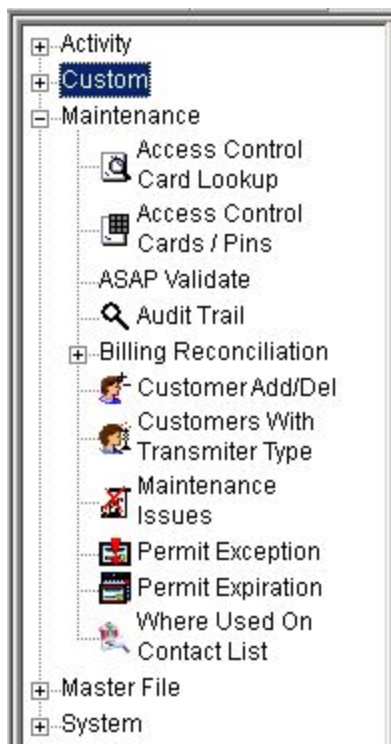 Activity
Custom
Maintenance
Access Control
Card Lookup
Access Control
Cards / Pins
ASAP Validate
Audit Trail
Billing Reconciliation
Customer Add/Del
Customers With
Transmiter Type
Maintenance
Issues
Permit Exception
Permit Expiration
Where Used On
Contact List
Master File
System